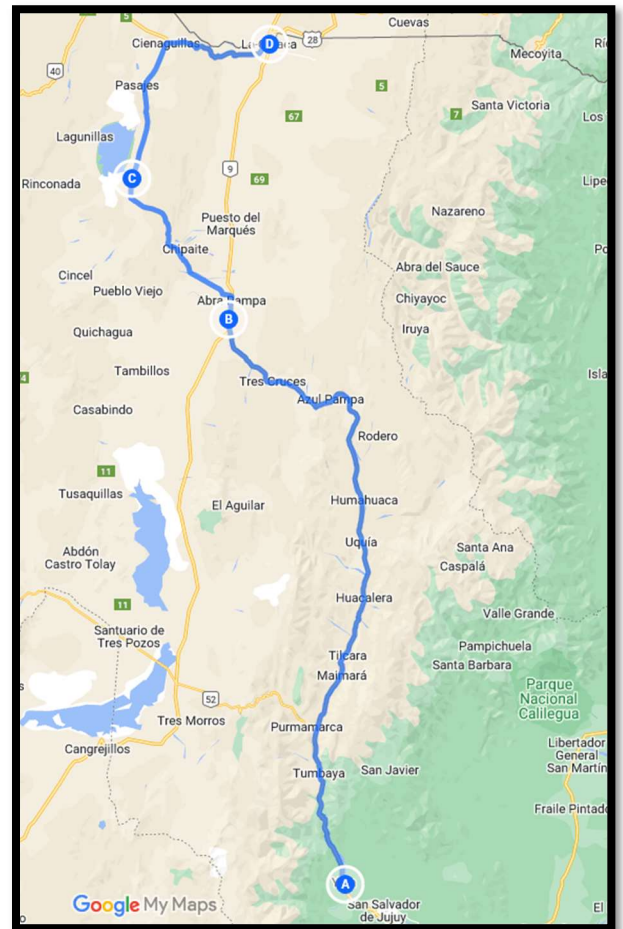 Cuevas
Cienaguillas
La Quiaca
D
28
Mecoyita
40
Pasajes
5
5
Santa Victoria
7
67
Los
Lagunillas
C
9
69
Rinconada
Lipe
Nazareno
Puesto del
Marqués
Chipaite
Abra del Sauce
Cincel
Pueblo Viejo
Abra Pampa
Chiyayoc
B
Iruya
Quichagua
Tambillos
Tres Cruces
Isla
4
Azul Pampa
Casabindo
Rodero
11
Tusaquillas
El Aguilar
Humahuaca
Uquía
Santa Ana
Abdón
Castro Tolay
Caspalá
11
Huacalera
Valle Grande
Santuario de
Tres Pozos
Tilcara
Pampichuela
Maimará
Santa Barbara
s
Parque
Nacional
Calilegua
52
Tres Morros
Purmamarca
Cangrejillos
Libertador
General
San Martín
Tumbaya
San Javier
Fraile Pintado
A
Google My Maps
San Salvador
de Jujuy
El
o